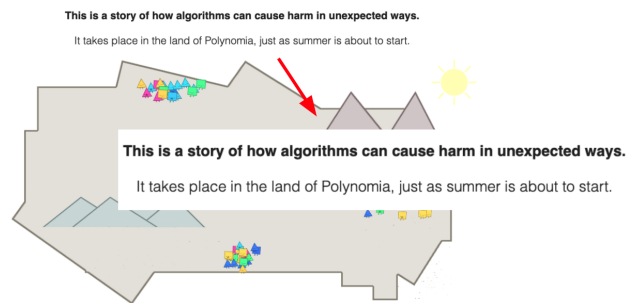 This is a story of how algorithms can cause harm in unexpected ways.
It takes place in the land of Polynomia, just as summer is about to start.
This is a story of how algorithms can cause harm in unexpected ways.
It takes place in the land of Polynomia, just as summer is about to start.